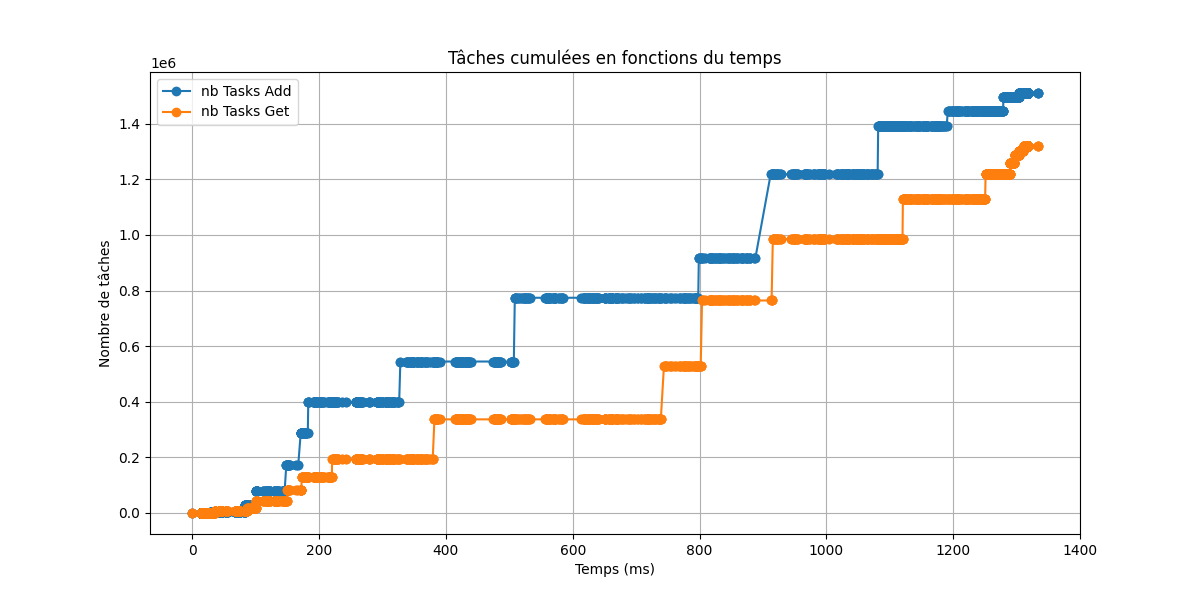 Tâches cumulées en fonctions du temps
1e6
nb Tasks Add
nb Tasks Get
1.4
1.2
1.0
0.8
0.6
0.4
0.2
0.0
Nombre de tâches
0 200 400 600 800 1000 1200 1400
Temps (ms)